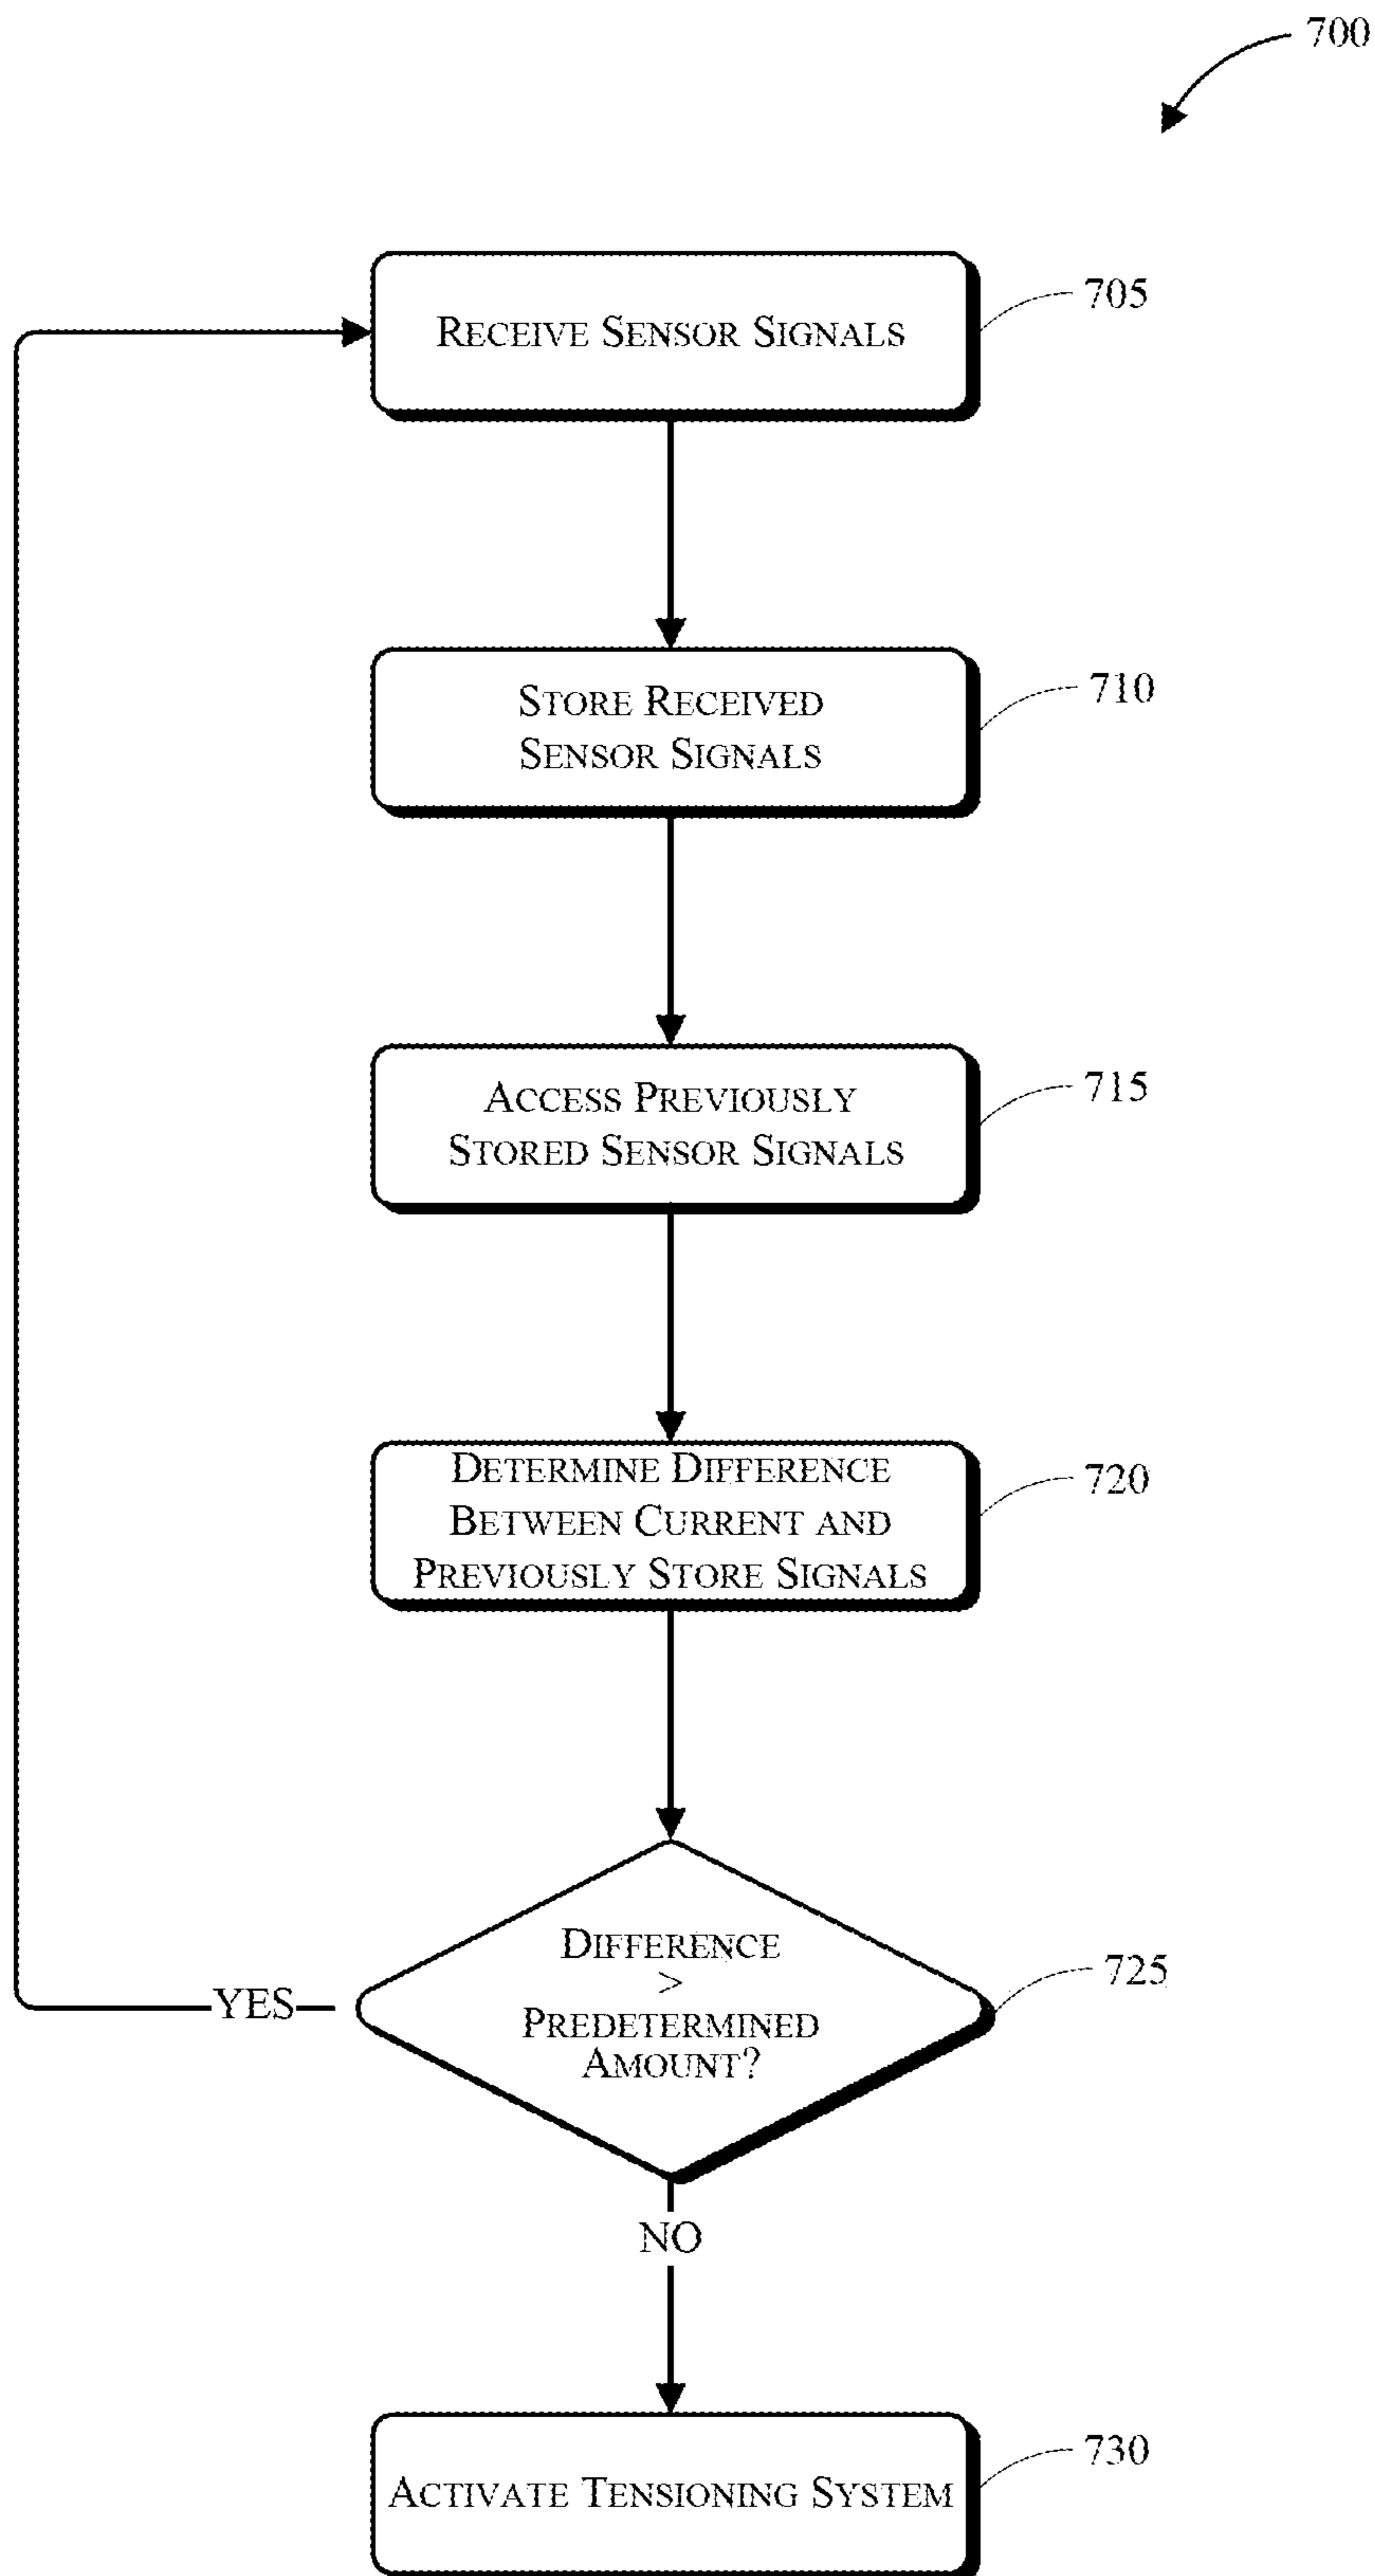 700
RECEIVE SENSOR SIGNALS
705
STORE RECEIVED
SENSOR SIGNALS
710
ACCESS PREVIOUSLY
STORED SENSOR SIGNALS
715
DETERMINE DIFFERENCE
BETWEEN CURRENT AND
PREVIOUSLY STORE SIGNALS
720
DIFFERENCE
>
PREDETERMINED
AMOUNT?
725
YES
NO
ACTIVATE TENSIONING SYSTEM
730